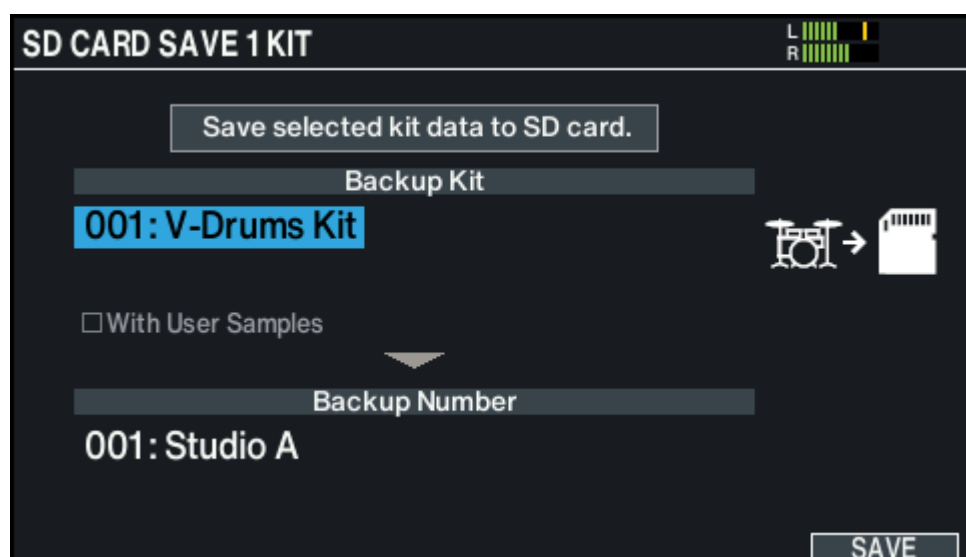 SD CARD SAVE 1 KIT
L
R
Save selected kit data to SD card.
Backup Kit
001: V-Drums Kit
☐ With User Samples
Backup Number
001: Studio A
SAVE